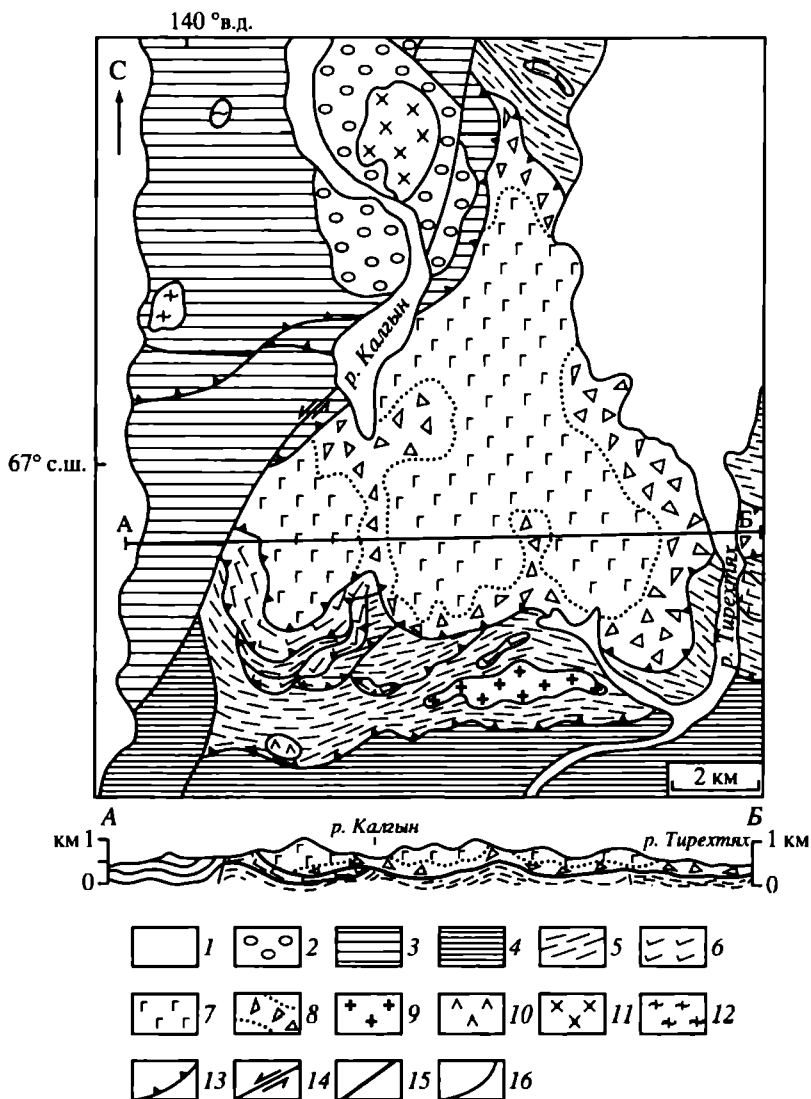 140 °в.д.
С
р. Калгын
67° с.ш.
А
Б
р. Тирехтях
2 км
А
Б
р. Калгын
р. Тирехтях
км 1
0
1 км
0
1
2
3
4
5
6
7
8
9
10
11
12
13
14
15
16